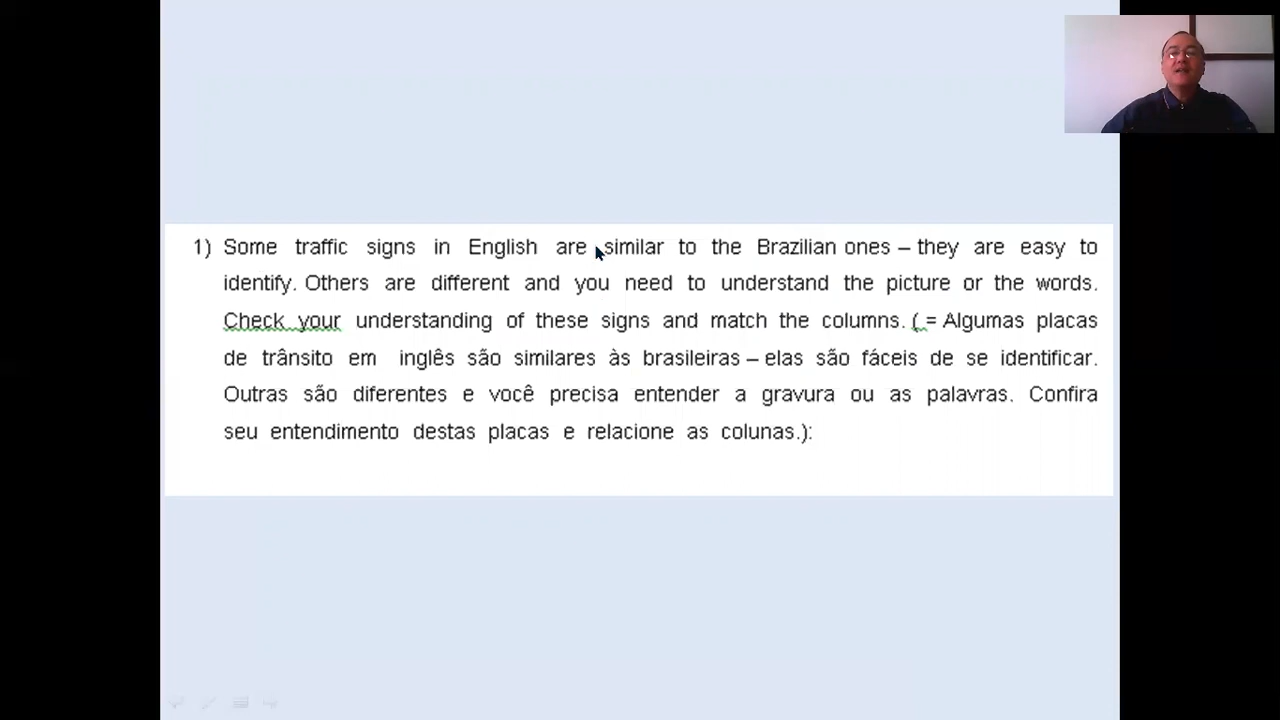 1) Some traffic signs in English are similar to the Brazilian ones – they are easy to
identify. Others are different and you need to understand the picture or the words.
Check your understanding of these signs and match the columns. ( = Algumas placas
de trânsito em inglês são similares às brasileiras – elas são fáceis de se identificar.
Outras são diferentes e você precisa entender a gravura ou as palavras. Confira
seu entendimento destas placas e relacione as colunas.):